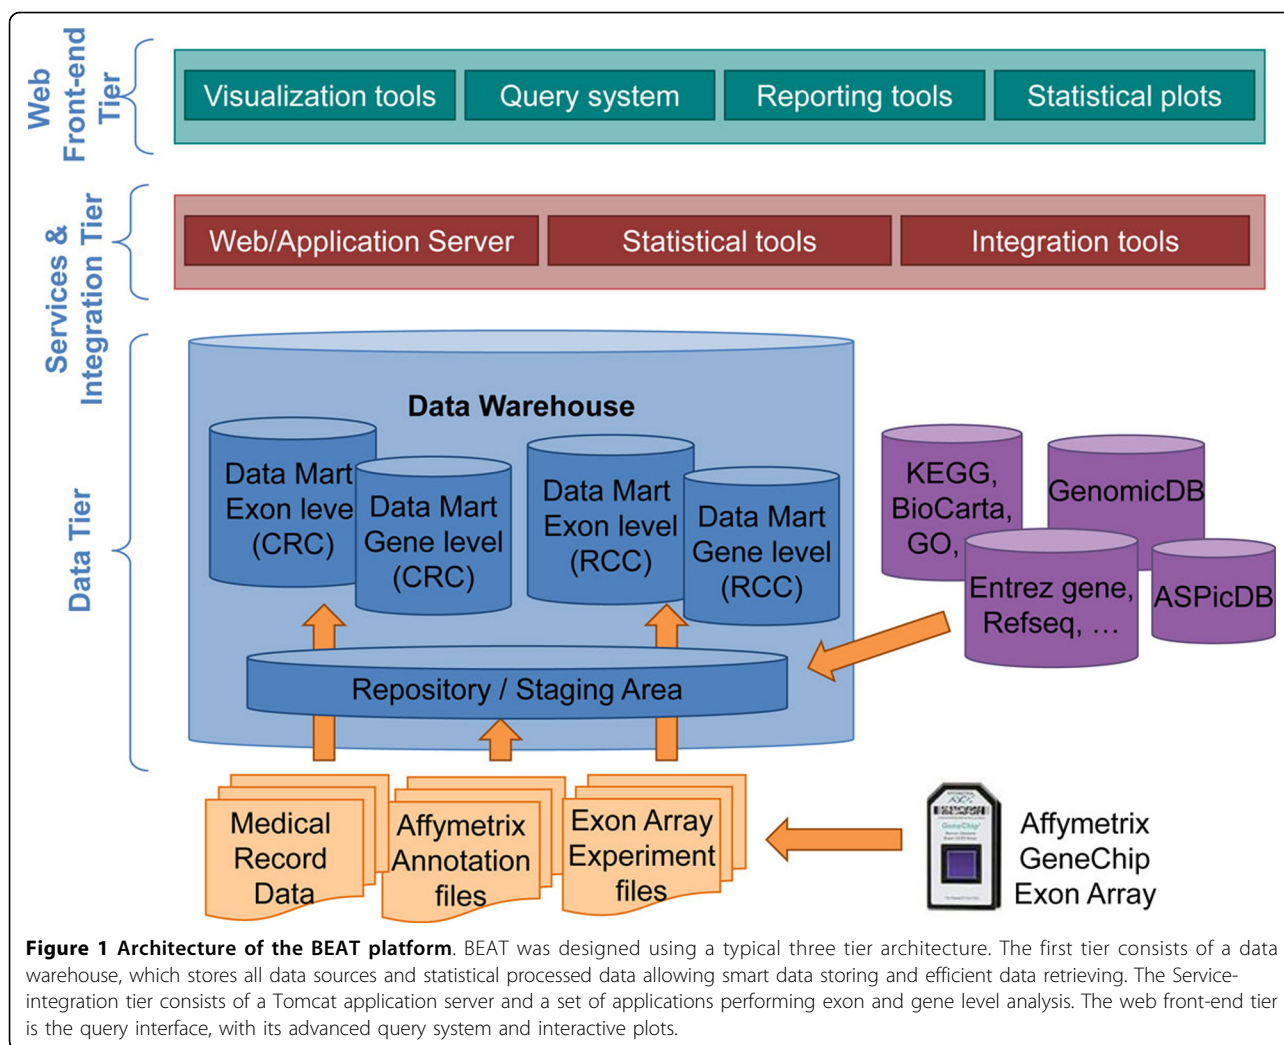 Web
Front-end
Tier
Visualization tools
Query system
Reporting tools
Statistical plots
Services &
Integration Tier
Web/Application Server
Statistical tools
Integration tools
Data Tier
Data Warehouse
Data Mart
Exon level
(CRC)
Data Mart
Gene level
(CRC)
Data Mart
Exon level
(RCC)
Data Mart
Gene level
(RCC)
Repository / Staging Area
KEGG,
BioCarta,
GO,
GenomicDB
Entrez gene,
Refseq, …
ASPicDB
Medical
Record
Data
Affymetrix
Annotation
files
Exon Array
Experiment
files
GeneChip
Affymetrix
GeneChip
Exon Array
Figure 1 Architecture of the BEAT platform. BEAT was designed using a typical three tier architecture. The first tier consists of a data
warehouse, which stores all data sources and statistical processed data allowing smart data storing and efficient data retrieving. The Service-
integration tier consists of a Tomcat application server and a set of applications performing exon and gene level analysis. The web front-end tier
is the query interface, with its advanced query system and interactive plots.